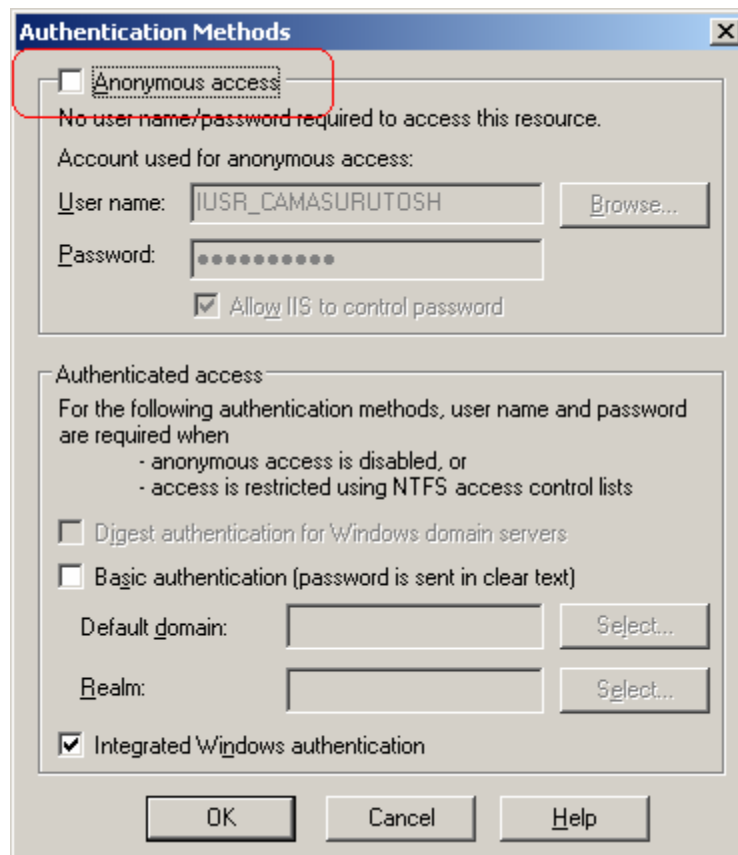 Authentication Methods
Anonymous access
No user name/password required to access this resource.
Account used for anonymous access:
User name: IUSR_CAMASURUTOSH Browse...
Password: ●●●●●●●●●●
Allow IIS to control password
Authenticated access
For the following authentication methods, user name and password
are required when
- anonymous access is disabled, or
- access is restricted using NTFS access control lists
Digest authentication for Windows domain servers
Basic authentication (password is sent in clear text)
Default domain: Select...
Realm: Select...
Integrated Windows authentication
OK Cancel Help